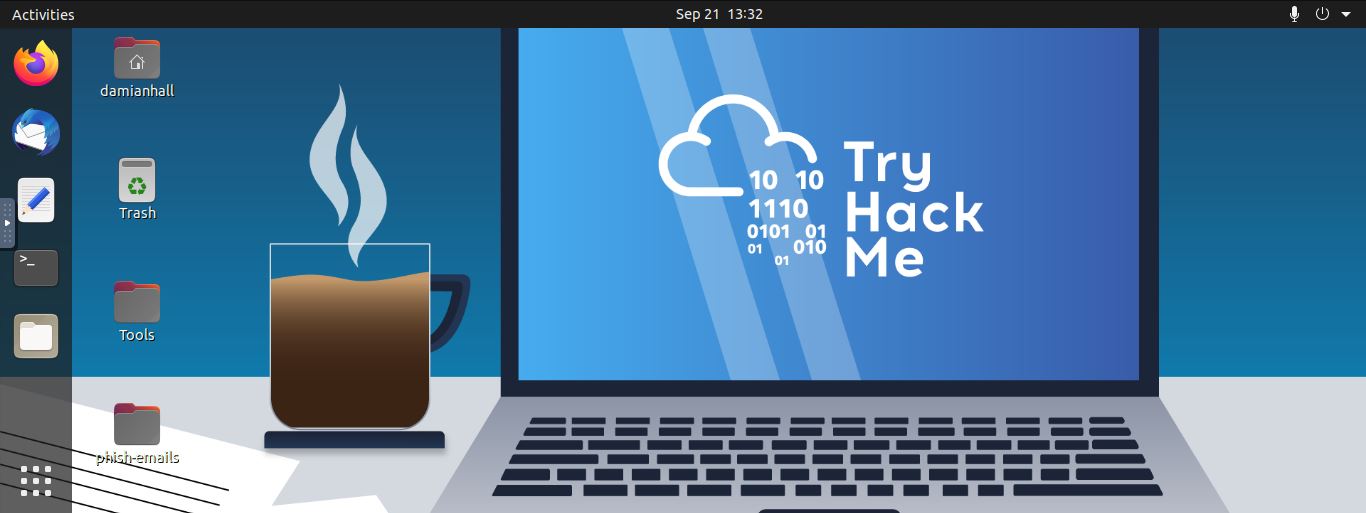 Activities
Sep 21 13:32
damianhall
Trash
>_
Tools
phish-emails
10 10
1110
0101 01
01 010
01
Try
Hack
Me